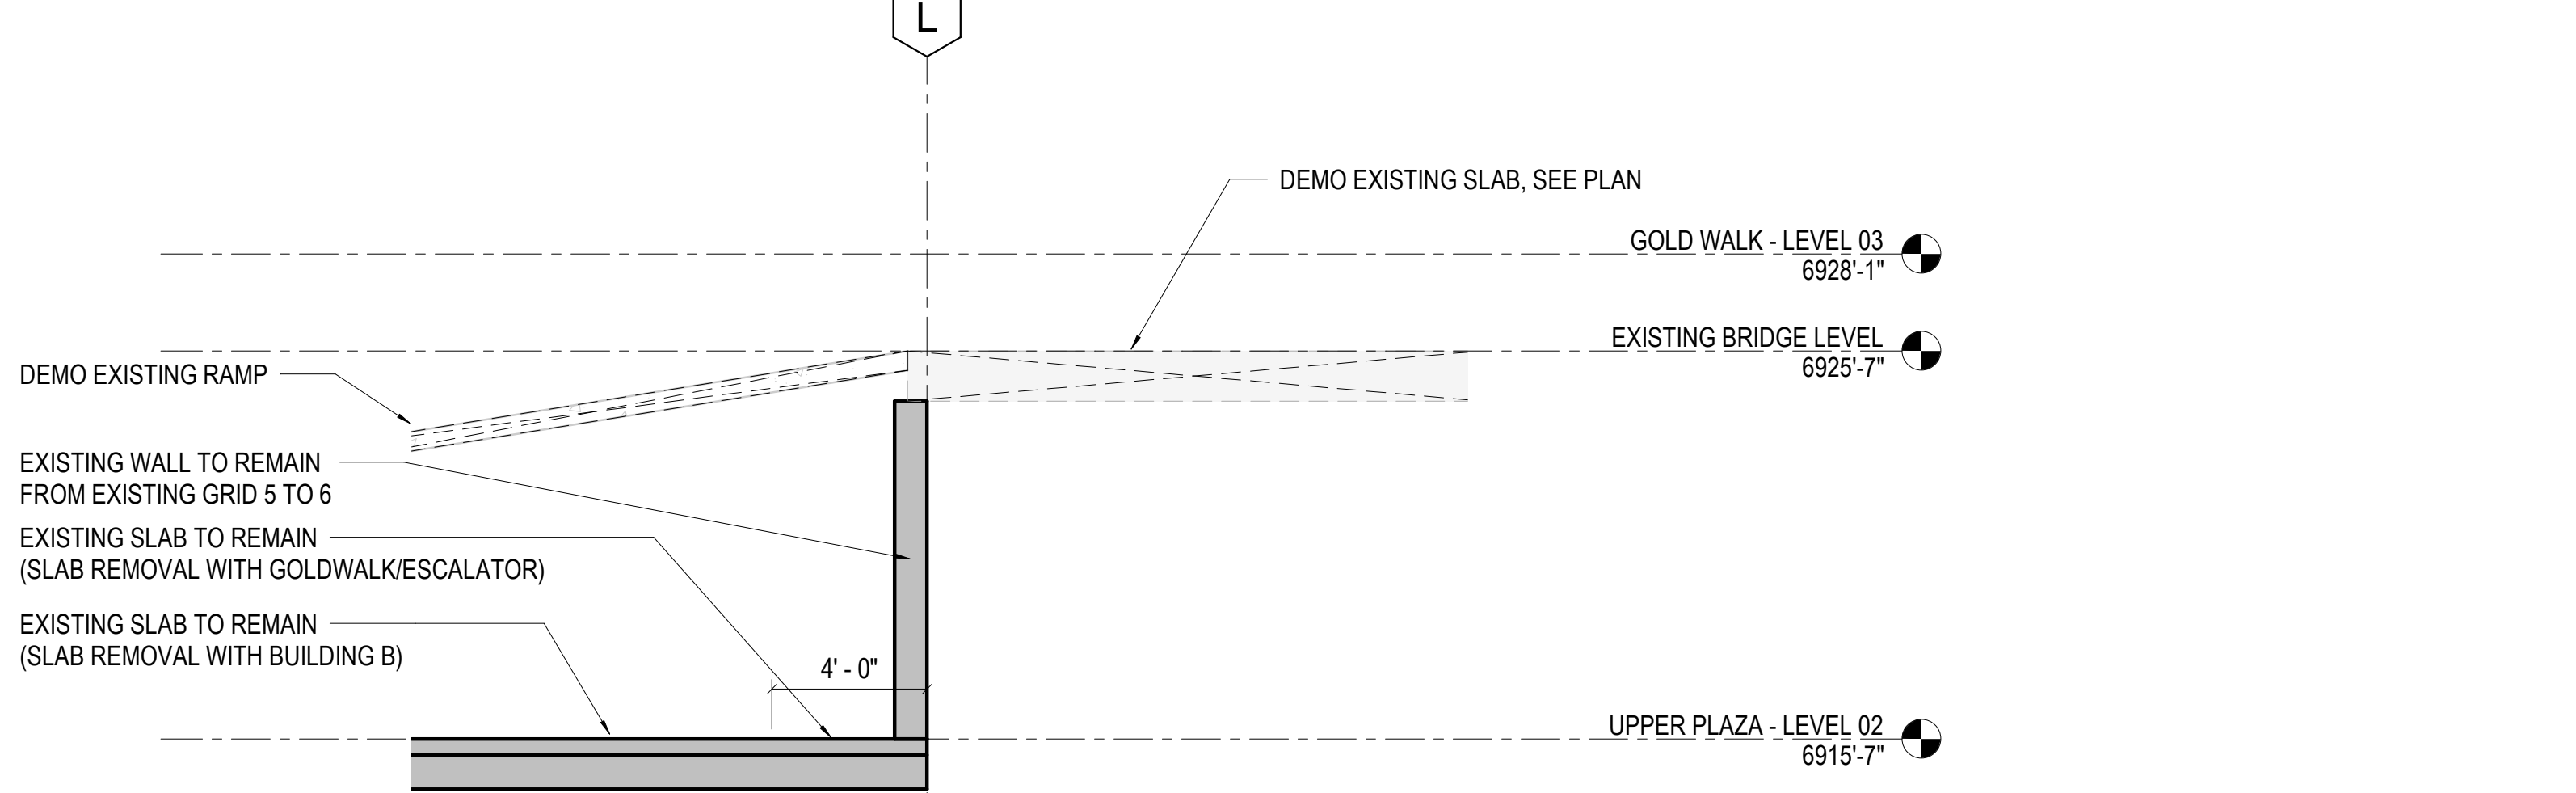 L
DEMO EXISTING SLAB, SEE PLAN
GOLD WALK - LEVEL 03
6928'-1"
EXISTING BRIDGE LEVEL
6925'-7"
DEMO EXISTING RAMP
EXISTING WALL TO REMAIN
FROM EXISTING GRID 5 TO 6
EXISTING SLAB TO REMAIN
(SLAB REMOVAL WITH GOLDWALK/ESCALATOR)
EXISTING SLAB TO REMAIN
(SLAB REMOVAL WITH BUILDING B)
4' - 0"
UPPER PLAZA - LEVEL 02
6915'-7"